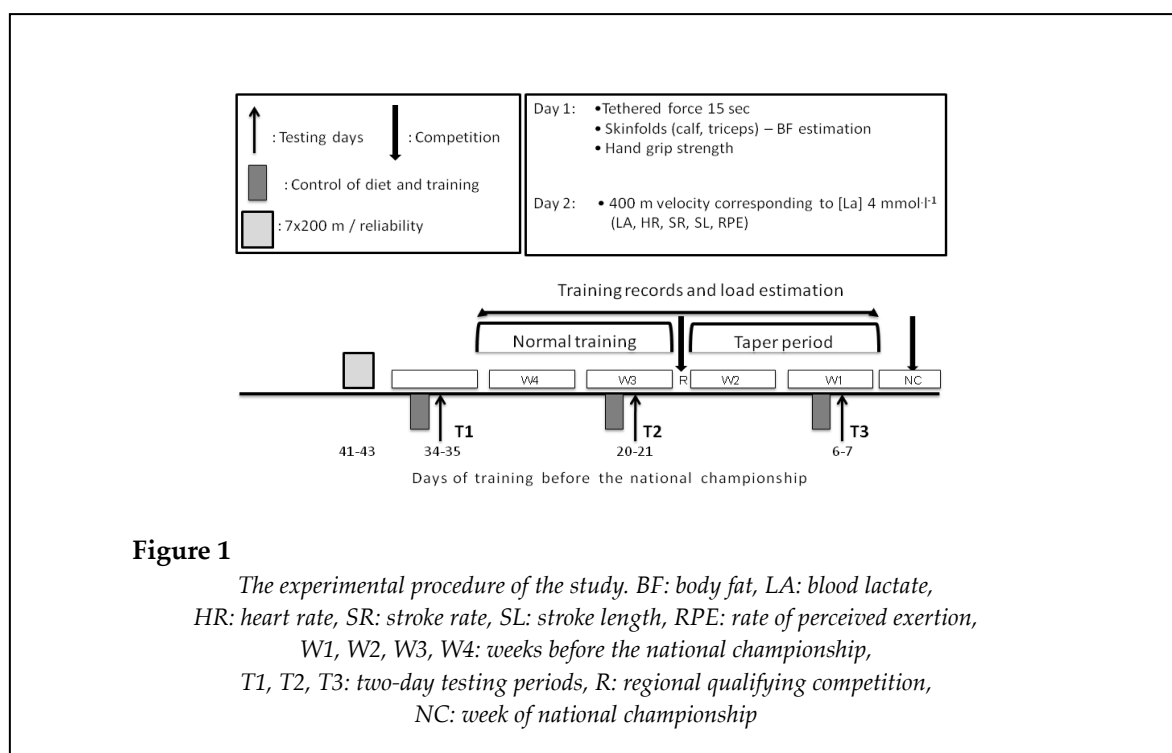 : Testing days
: Competition
: Control of diet and training
: 7x200 m / reliability
Day 1: •Tethered force 15 sec
•Skinfolds (calf, triceps) – BF estimation
•Hand grip strength
Day 2: • 400 m velocity corresponding to [La] 4 mmol·l⁻¹
(LA, HR, SR, SL, RPE)
Training records and load estimation
Normal training
Taper period
W4
W3
R
W2
W1
NC
T1
T2
T3
41-43
34-35
20-21
6-7
Days of training before the national championship
Figure 1
The experimental procedure of the study. BF: body fat, LA: blood lactate,
HR: heart rate, SR: stroke rate, SL: stroke length, RPE: rate of perceived exertion,
W1, W2, W3, W4: weeks before the national championship,
T1, T2, T3: two-day testing periods, R: regional qualifying competition,
NC: week of national championship